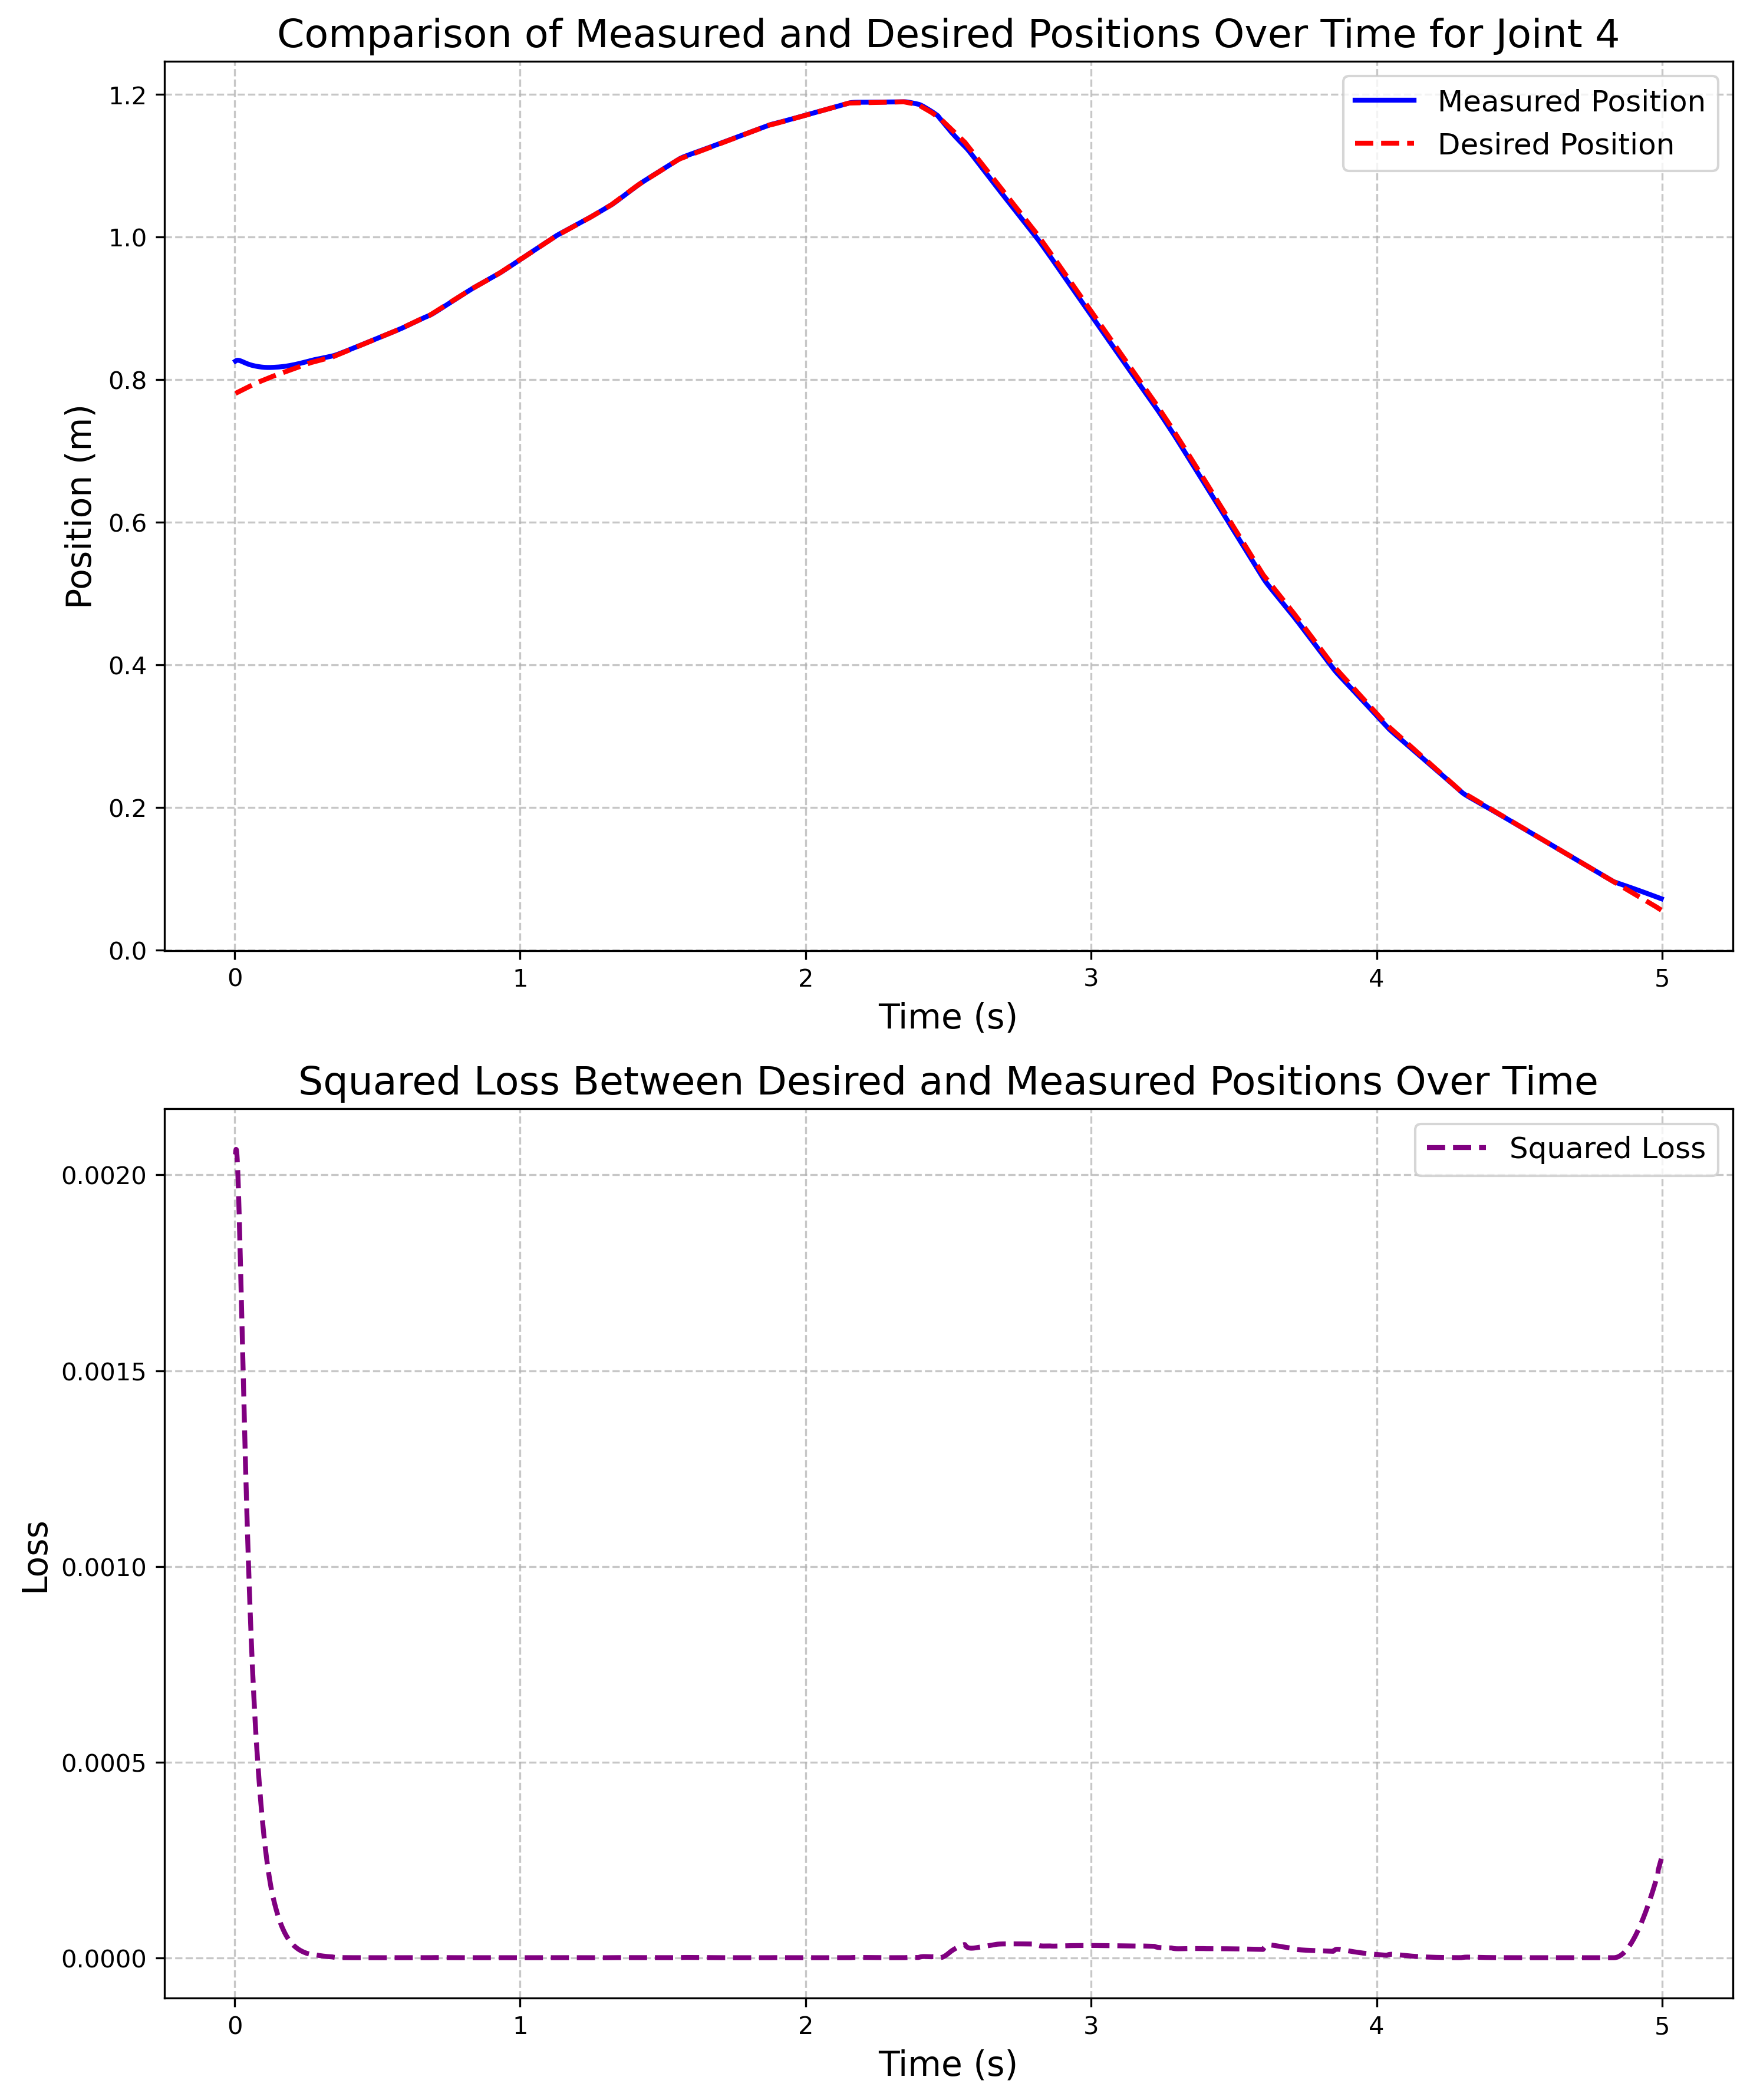 Comparison of Measured and Desired Positions Over Time for Joint 4
Measured Position
Desired Position
Position (m)
1.2
1.0
0.8
0.6
0.4
0.2
0.0
0 1 2 3 4 5
Time (s)
Squared Loss Between Desired and Measured Positions Over Time
Squared Loss
Loss
0.0020
0.0015
0.0010
0.0005
0.0000
0 1 2 3 4 5
Time (s)